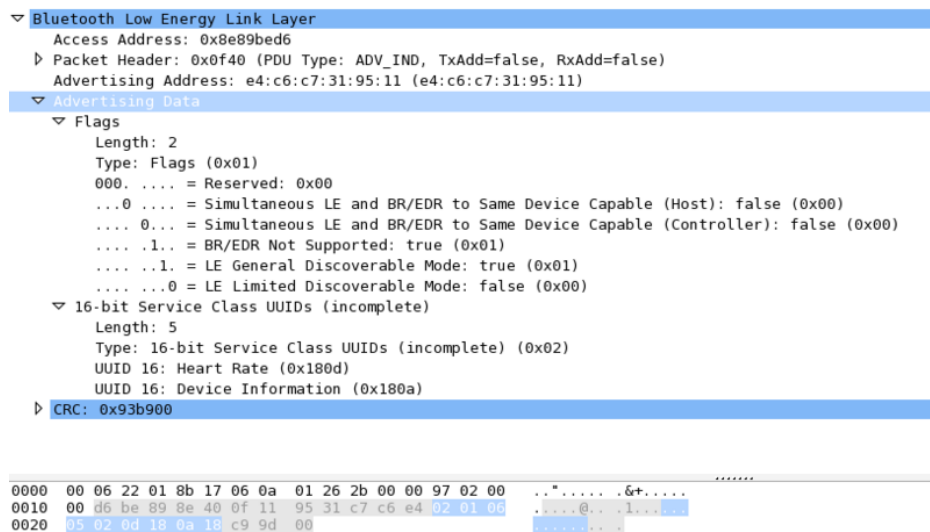 Bluetooth Low Energy Link Layer
Access Address: 0x8e89bed6
Packet Header: 0x0f40 (PDU Type: ADV_IND, TxAdd=false, RxAdd=false)
Advertising Address: e4:c6:c7:31:95:11 (e4:c6:c7:31:95:11)
Advertising Data
Flags
Length: 2
Type: Flags (0x01)
000. .... = Reserved: 0x00
...0 .... = Simultaneous LE and BR/EDR to Same Device Capable (Host): false (0x00)
.... 0... = Simultaneous LE and BR/EDR to Same Device Capable (Controller): false (0x00)
.... .1.. = BR/EDR Not Supported: true (0x01)
.... ..1. = LE General Discoverable Mode: true (0x01)
.... ...0 = LE Limited Discoverable Mode: false (0x00)
16-bit Service Class UUIDs (incomplete)
Length: 5
Type: 16-bit Service Class UUIDs (incomplete) (0x02)
UUID 16: Heart Rate (0x180d)
UUID 16: Device Information (0x180a)
CRC: 0x93b900
0000 00 06 22 01 8b 17 06 0a 01 26 2b 00 00 97 02 00 .."..... .&+.....
0010 00 d6 be 89 8e 40 0f 11 95 31 c7 c6 e4 02 01 06 .....@.. .1......
0020 05 02 0d 18 0a 18 c9 9d 00 ........ .